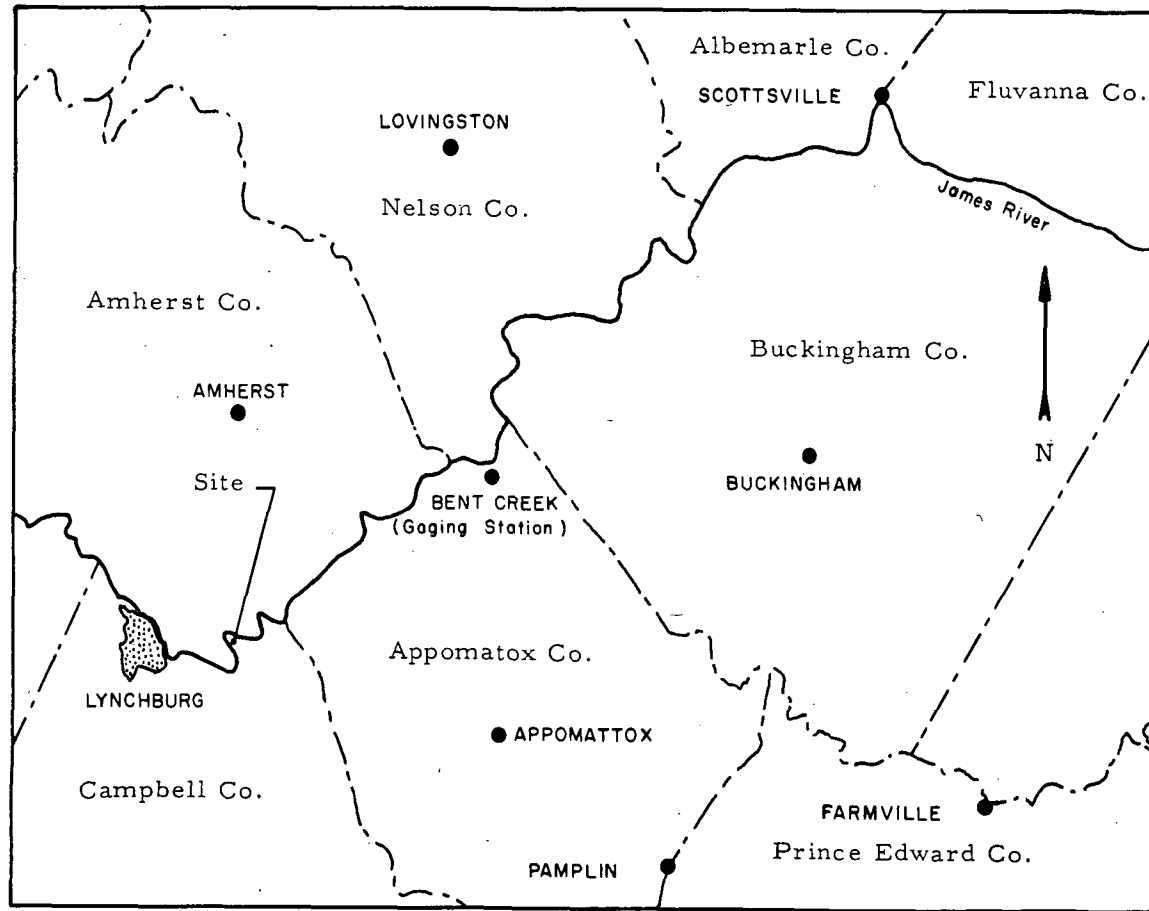 Albemarle Co.
SCOTTSVILLE
Fluvanna Co.
LOVINGSTON
Nelson Co.
James River
Amherst Co.
Buckingham Co.
AMHERST
N
Site
BUCKINGHAM
BENT CREEK
(Gaging Station)
Appomatox Co.
LYNCHBURG
APPOMATTOX
Campbell Co.
FARMVILLE
Prince Edward Co.
PAMPLIN